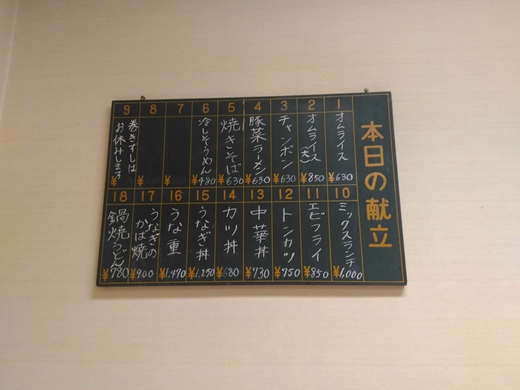 本日の献立
1 オムライス ¥630
2 オムライス(大) ¥850
3 チャンポン ¥630
4 豚菜ラーメン ¥630
5 焼きそば ¥630
6 冷しそうめん ¥480
7 ¥
8 ¥
9 巻きずしは
お休みします ¥
10 ミックスランチ ¥1,000
11 エビフライ ¥850
12 トンカツ ¥750
13 中華丼 ¥730
14 カツ丼 ¥680
15 うなぎ丼 ¥1,250
16 うな重 ¥1,470
17 うなぎの
かば焼 ¥900
18 鍋焼うどん ¥780